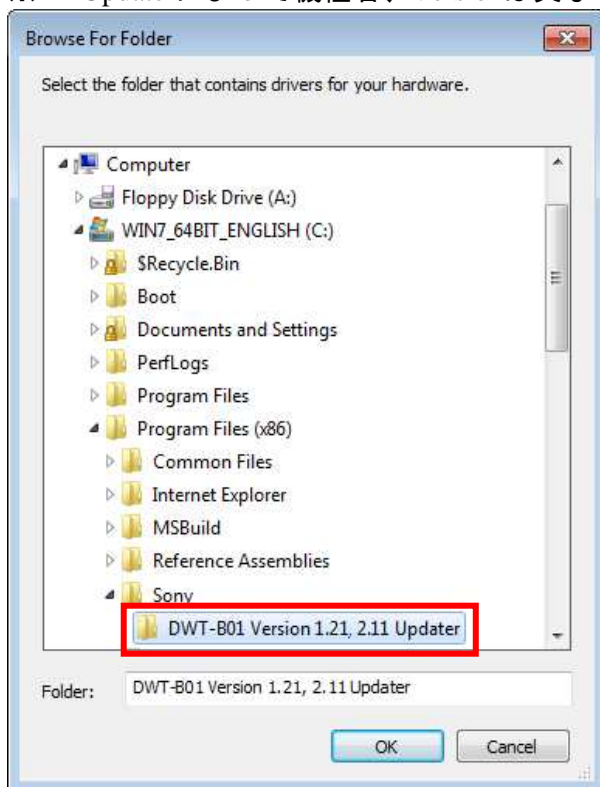 Updater
Browse For Folder
Select the folder that contains drivers for your hardware.
Computer
Floppy Disk Drive (A:)
WIN7_64BIT_ENGLISH (C:)
$Recycle.Bin
Boot
Documents and Settings
PerfLogs
Program Files
Program Files (x86)
Common Files
Internet Explorer
MSBuild
Reference Assemblies
Sony
DWT-B01 Version 1.21, 2.11 Updater
Folder: DWT-B01 Version 1.21, 2.11 Updater
OK Cancel